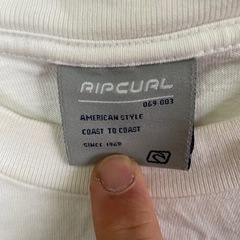 RIPCURL
069-003
AMERICAN STYLE
COAST TO COAST
SINCE 1969